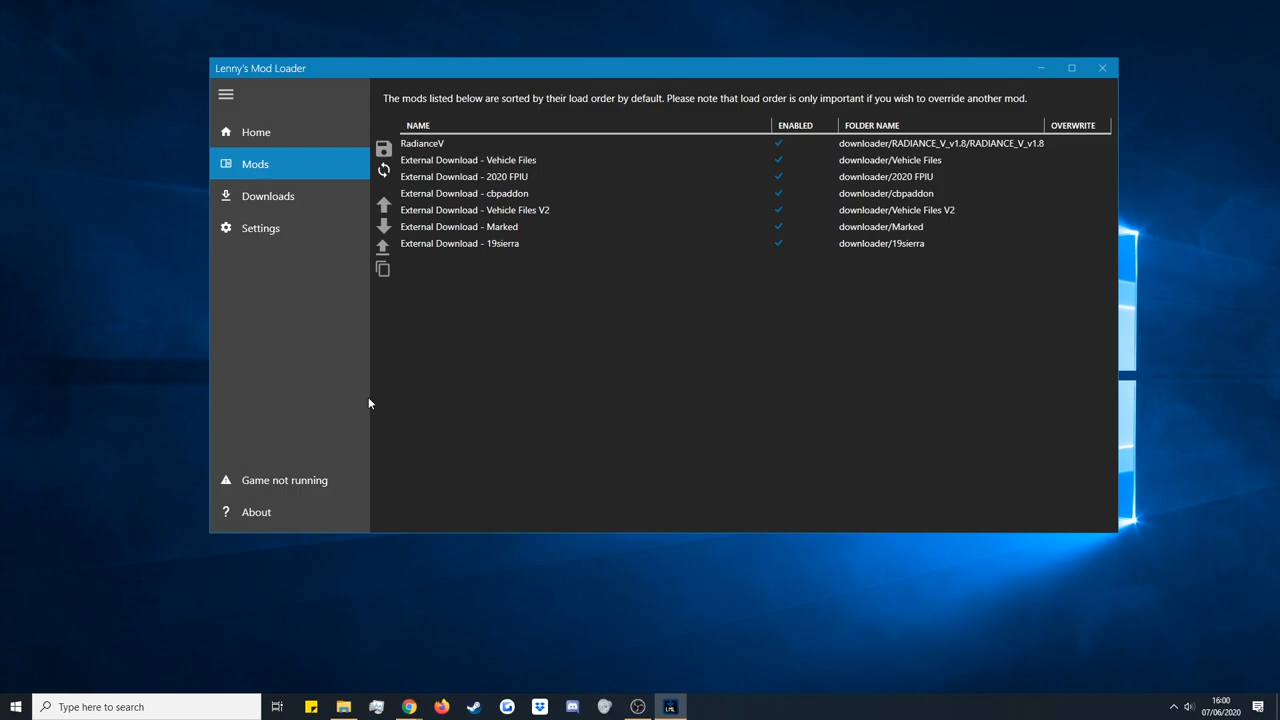 Lenny's Mod Loader
The mods listed below are sorted by their load order by default. Please note that load order is only important if you wish to override another mod.
Home
Mods
Downloads
Settings
Game not running
About
NAME ENABLED FOLDER NAME OVERWRITE
RadianceV downloader/RADIANCE_V_v1.8/RADIANCE_V_v1.8
External Download - Vehicle Files downloader/Vehicle Files
External Download - 2020 FPIU downloader/2020 FPIU
External Download - cbpaddon downloader/cbpaddon
External Download - Vehicle Files V2 downloader/Vehicle Files V2
External Download - Marked downloader/Marked
External Download - 19sierra downloader/19sierra
Type here to search
LML
16:00
07/06/2020